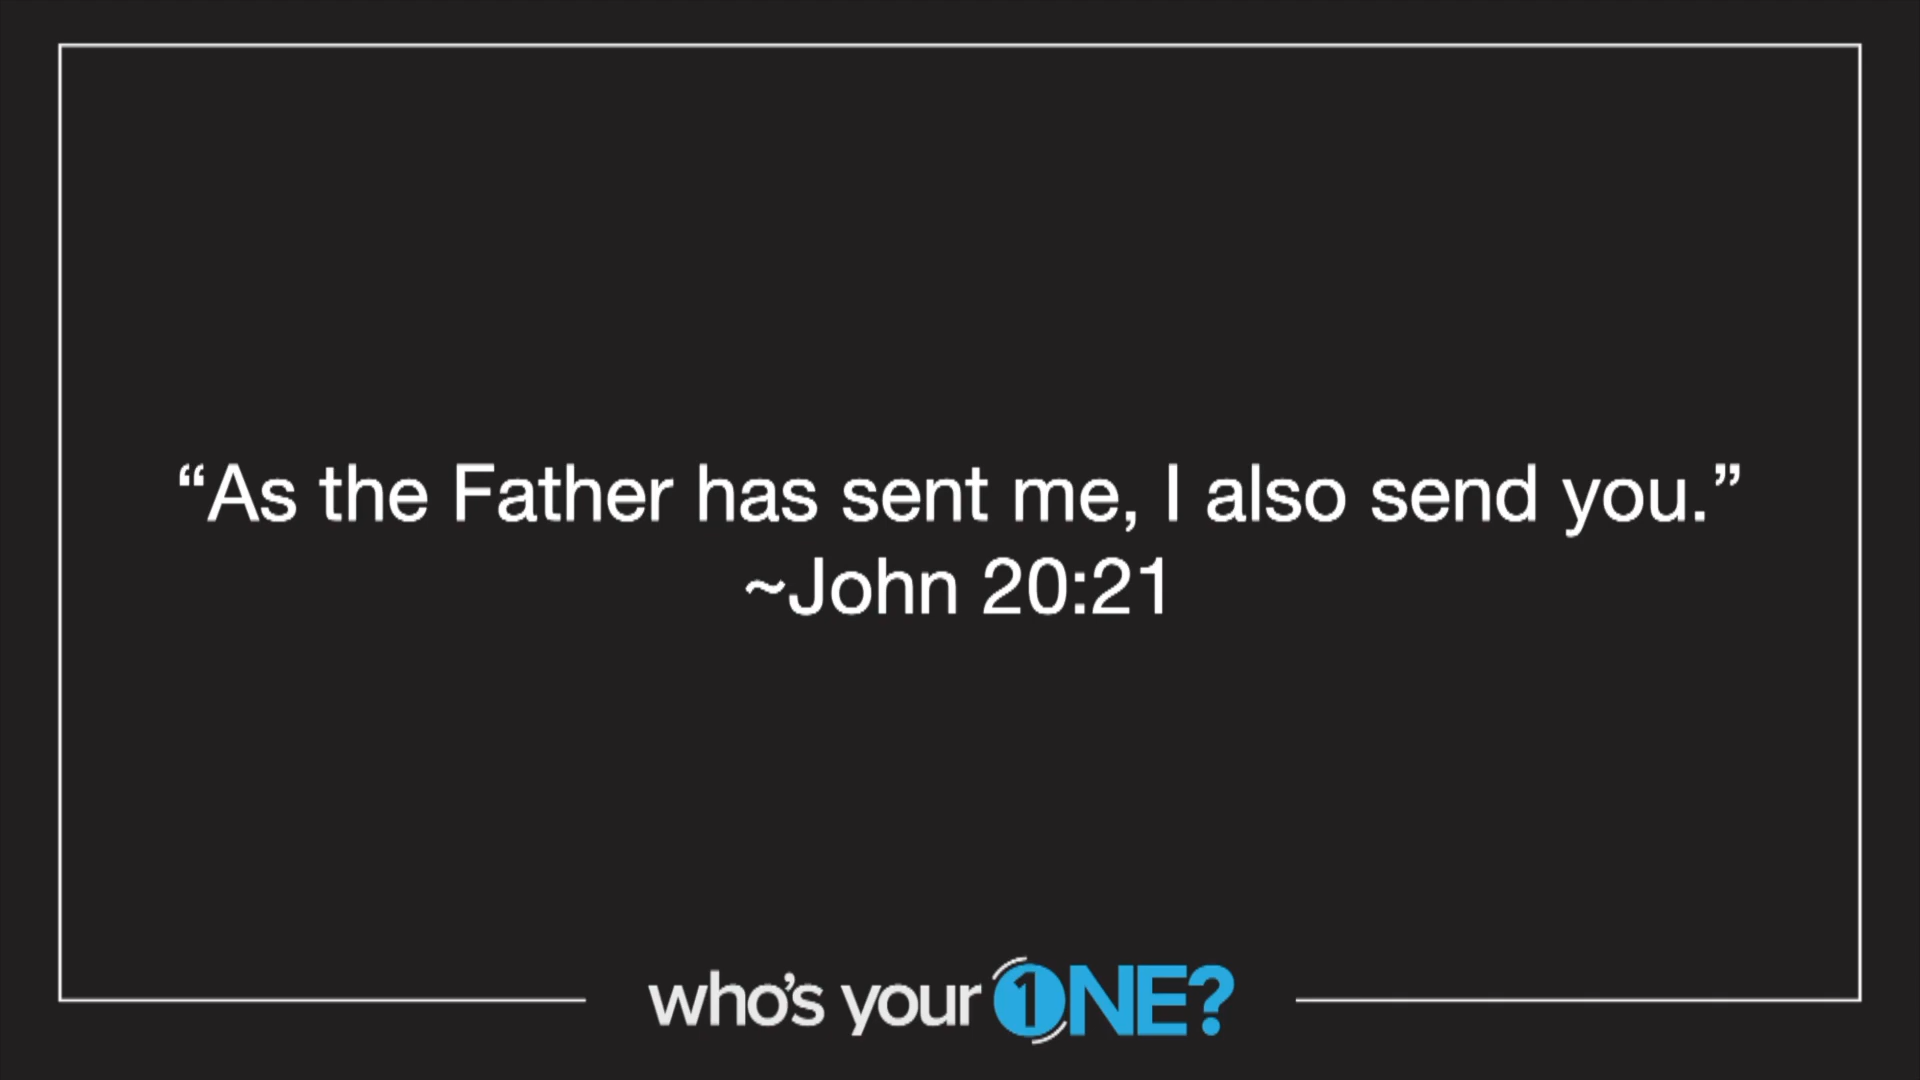 “As the Father has sent me, I also send you.”
~John 20:21
who's your 1NE?